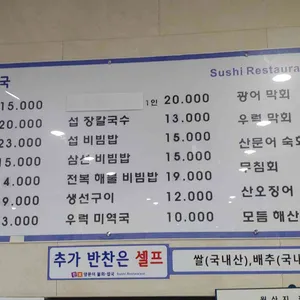 국
Sushi Restaura
15.000 1인 20.000 광어 막회
20.000 섭 장칼국수 13.000 우럭 막회
23.000 섭 비빔밥 15.000 산문어 숙회
15.000 삼선 비빔밥 15.000 무침회
4.000 전복 해물 비빔밥 19.000 산오징어
9.000 생선구이 12.000 모듬 해산
3.000 우럭 미역국 10.000
추가 반찬은 셀프
Sushi Restaurant
쌀(국내산),배추(국내